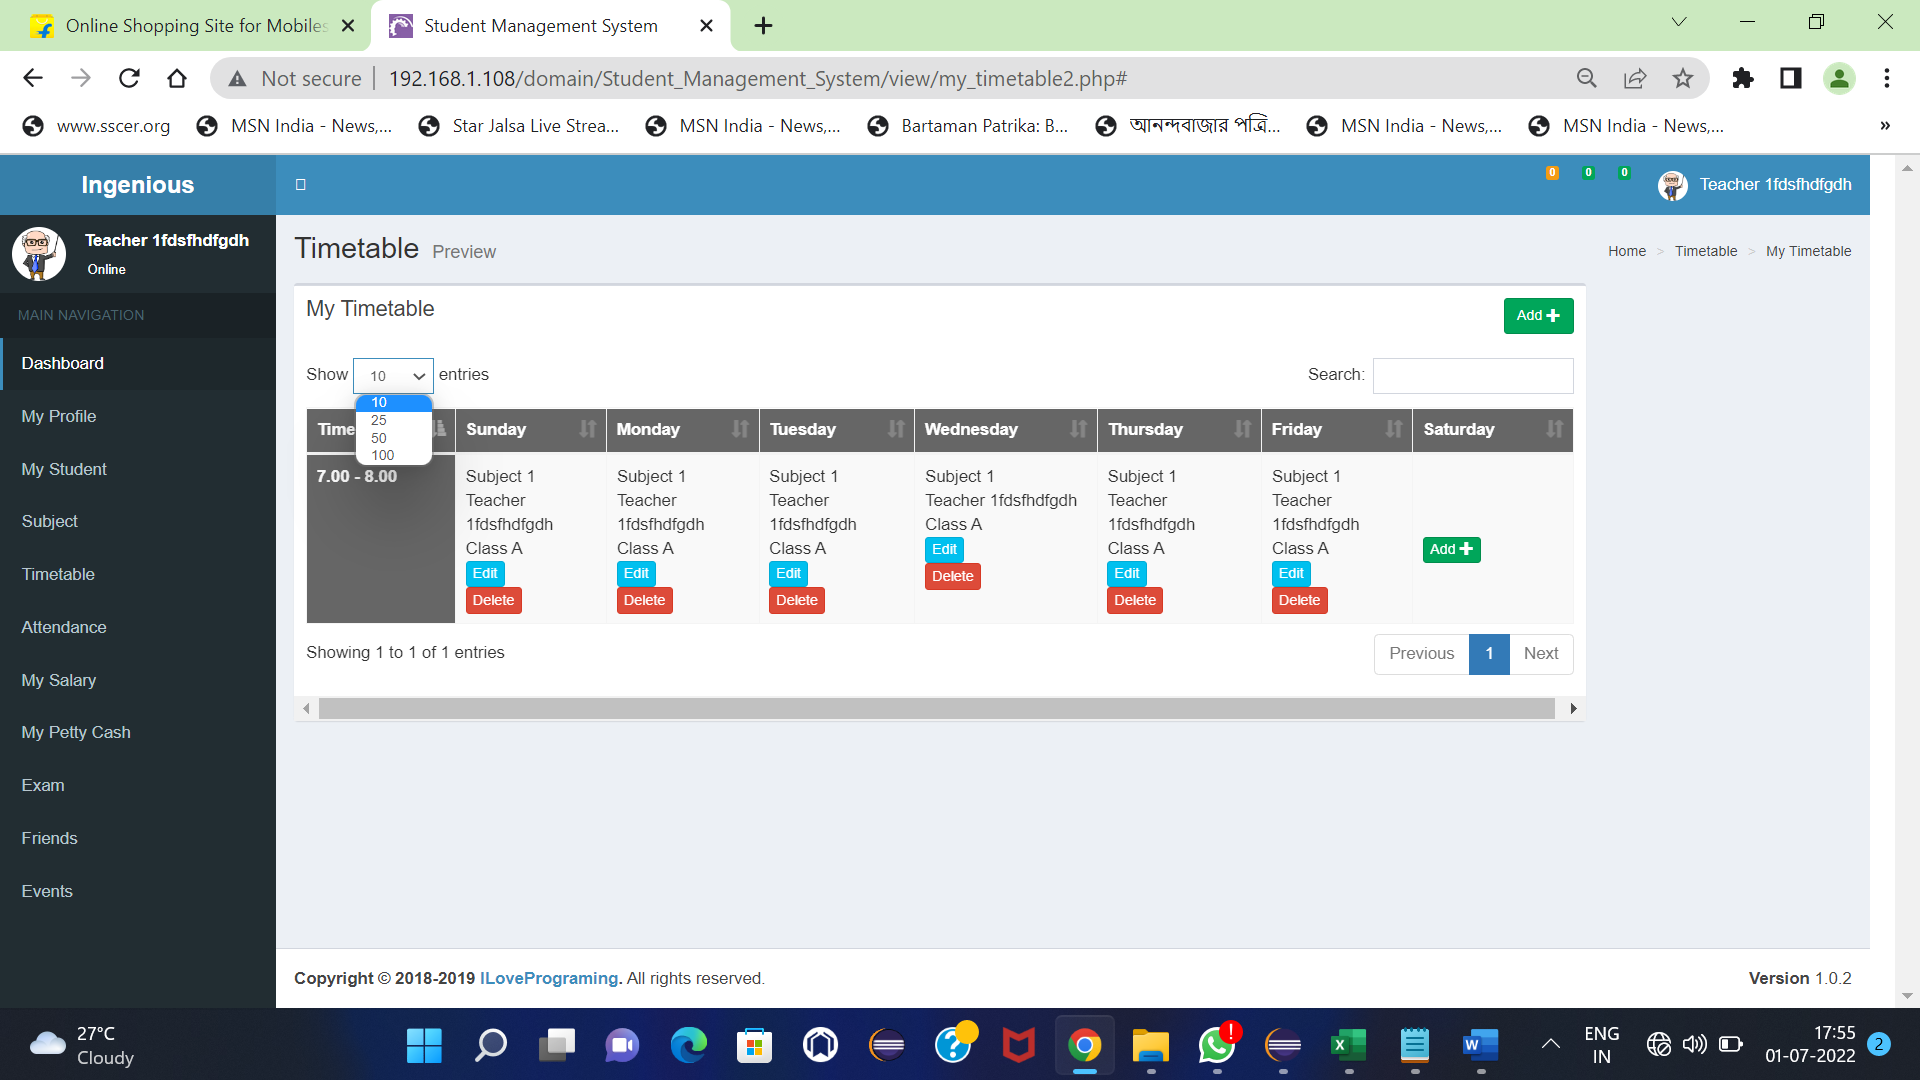 Online Shopping Site for Mobiles
Student Management System
Not secure
192.168.1.108/domain/Student_Management_System/view/my_timetable2.php#
www.sscer.org
MSN India - News,...
Star Jalsa Live Strea...
MSN India - News,...
Bartaman Patrika: B...
আনন্দবাজার পত্রি...
MSN India - News,...
MSN India - News,...
»
Ingenious
0 0 0
Teacher 1fdsfhdfgdh
Teacher 1fdsfhdfgdh
Online
MAIN NAVIGATION
Dashboard
My Profile
My Student
Subject
Timetable
Attendance
My Salary
My Petty Cash
Exam
Friends
Events
Timetable Preview
Home > Timetable > My Timetable
My Timetable
Add
Show 10 entries
10
25
50
100
Search:
Time Sunday Monday Tuesday Wednesday Thursday Friday Saturday
7.00 - 8.00
Subject 1
Teacher
1fdsfhdfgdh
Class A
Edit
Delete
Subject 1
Teacher
1fdsfhdfgdh
Class A
Edit
Delete
Subject 1
Teacher
1fdsfhdfgdh
Class A
Edit
Delete
Subject 1
Teacher 1fdsfhdfgdh
Class A
Edit
Delete
Subject 1
Teacher
1fdsfhdfgdh
Class A
Edit
Delete
Subject 1
Teacher
1fdsfhdfgdh
Class A
Edit
Delete
Add
Showing 1 to 1 of 1 entries
Previous 1 Next
Copyright © 2018-2019 ILovePrograming. All rights reserved.
Version 1.0.2
27°C
Cloudy
ENG
IN
17:55
01-07-2022
2